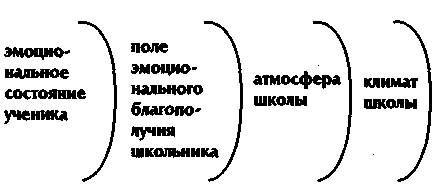 эмоцио-
нальное
состояние
ученика
поле
эмоцио-
нального
благопо-
лучия
школьника
атмосфера
школы
климат
школы